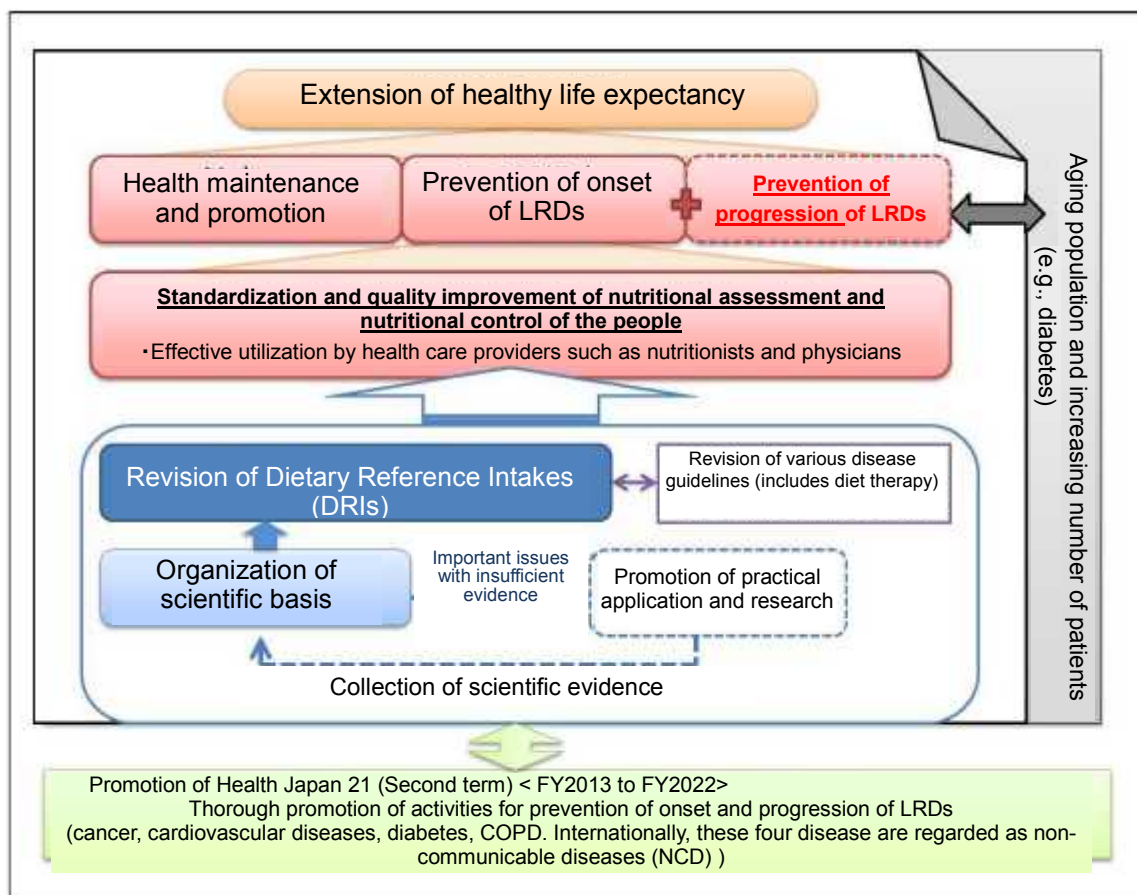 Extension of healthy life expectancy
Health maintenance
and promotion
Prevention of onset
of LRDs
Prevention of
progression of LRDs
Aging population and increasing number of patients
(e.g., diabetes)
Standardization and quality improvement of nutritional assessment and
nutritional control of the people
・Effective utilization by health care providers such as nutritionists and physicians
Revision of Dietary Reference Intakes
(DRIs)
Revision of various disease
guidelines (includes diet therapy)
Organization of
scientific basis
Important issues
with insufficient
evidence
Promotion of practical
application and research
Collection of scientific evidence
Promotion of Health Japan 21 (Second term) < FY2013 to FY2022>
Thorough promotion of activities for prevention of onset and progression of LRDs
(cancer, cardiovascular diseases, diabetes, COPD. Internationally, these four disease are regarded as non-
communicable diseases (NCD) )